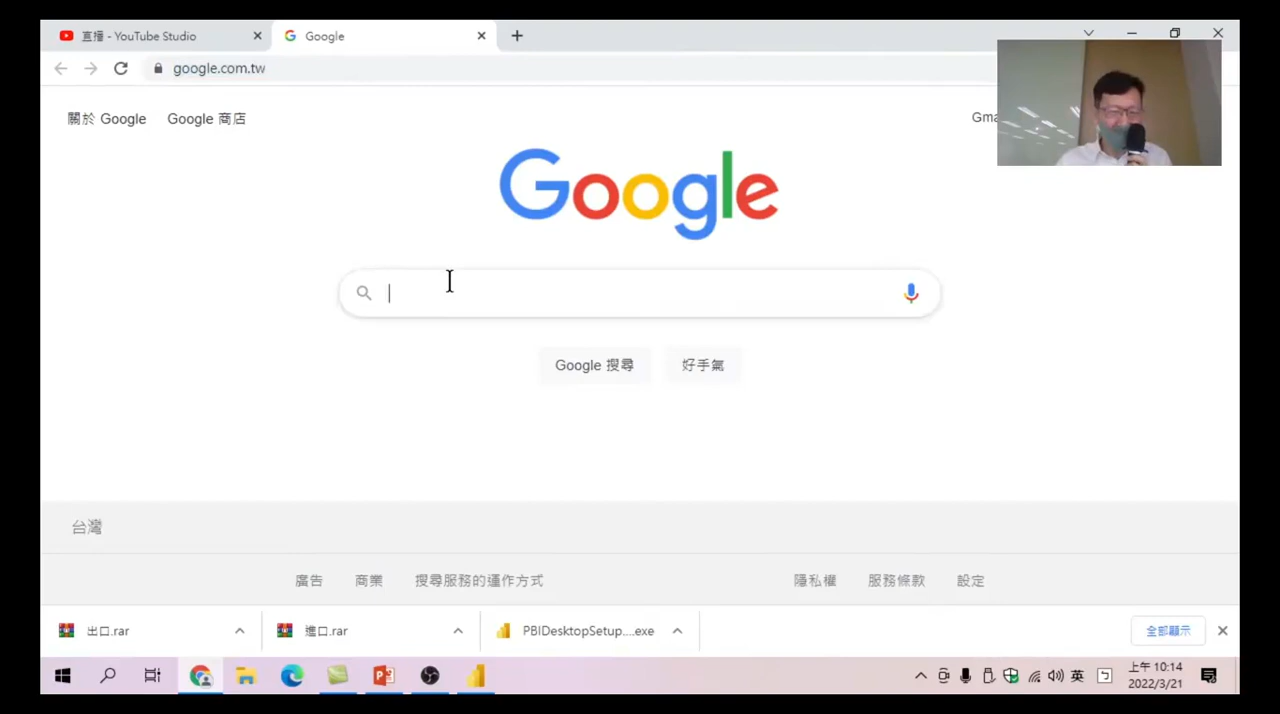 直播 - YouTube Studio
Google
google.com.tw
關於 Google
Google 商店
Google
Google 搜尋
好手氣
台灣
廣告
商業
搜尋服務的運作方式
隱私權
服務條款
設定
出口.rar
進口.rar
PBIDesktopSetup....exe
全部顯示
英
上午 10:14
2022/3/21